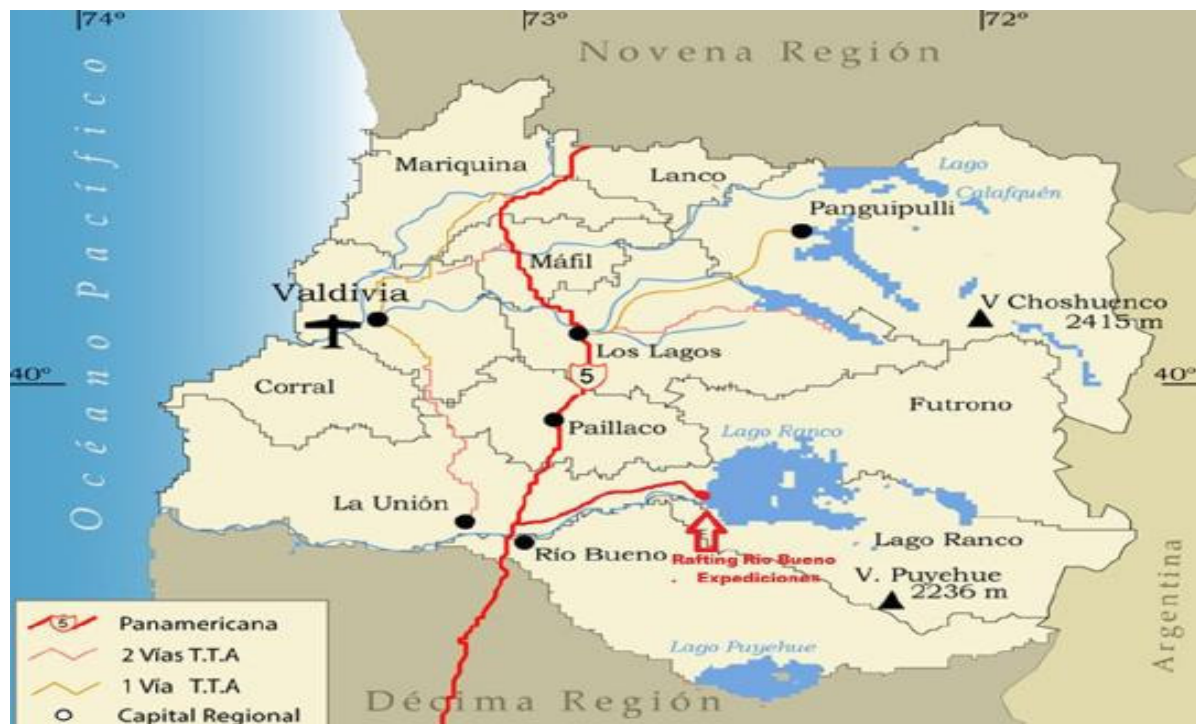 74°
73°
72°
Novena Región
Océano Pacífico
Mariquina
Lanco
Lago
Calafquén
Panguipulli
Máfil
Valdivia
V Choshuenco
2415 m
Los Lagos
40°
5
40°
Corral
Futrono
Paillaco
Lago Ranco
La Unión
Río Bueno
Rafting Rio Bueno
. Expediciones
Lago Ranco
V. Puyehue
2236 m
Argentina
Lago Puyehue
Décima Región
5 Panamericana
2 Vías T.T.A
1 Vía T.T.A
Capital Regional